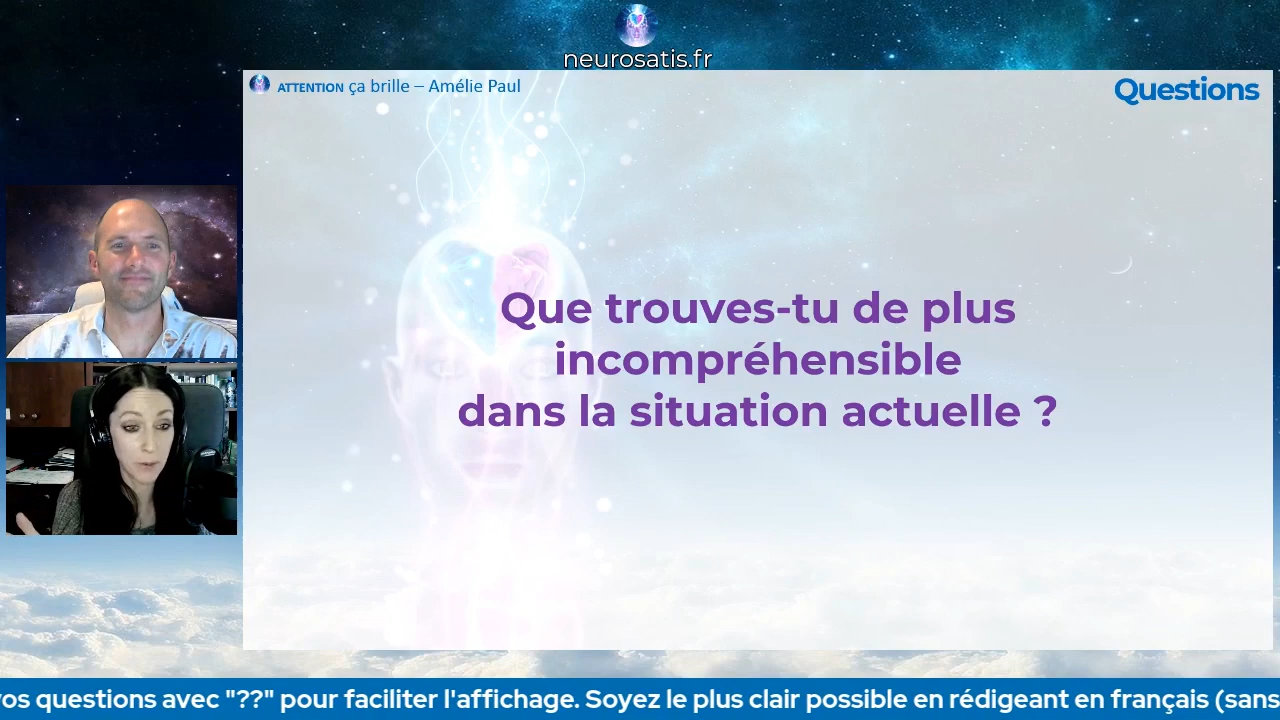 neurosatis.fr
ATTENTION ça brille – Amélie Paul
Questions
Que trouves-tu de plus
incompréhensible
dans la situation actuelle ?
vos questions avec "??" pour faciliter l'affichage. Soyez le plus clair possible en rédigeant en français (sans